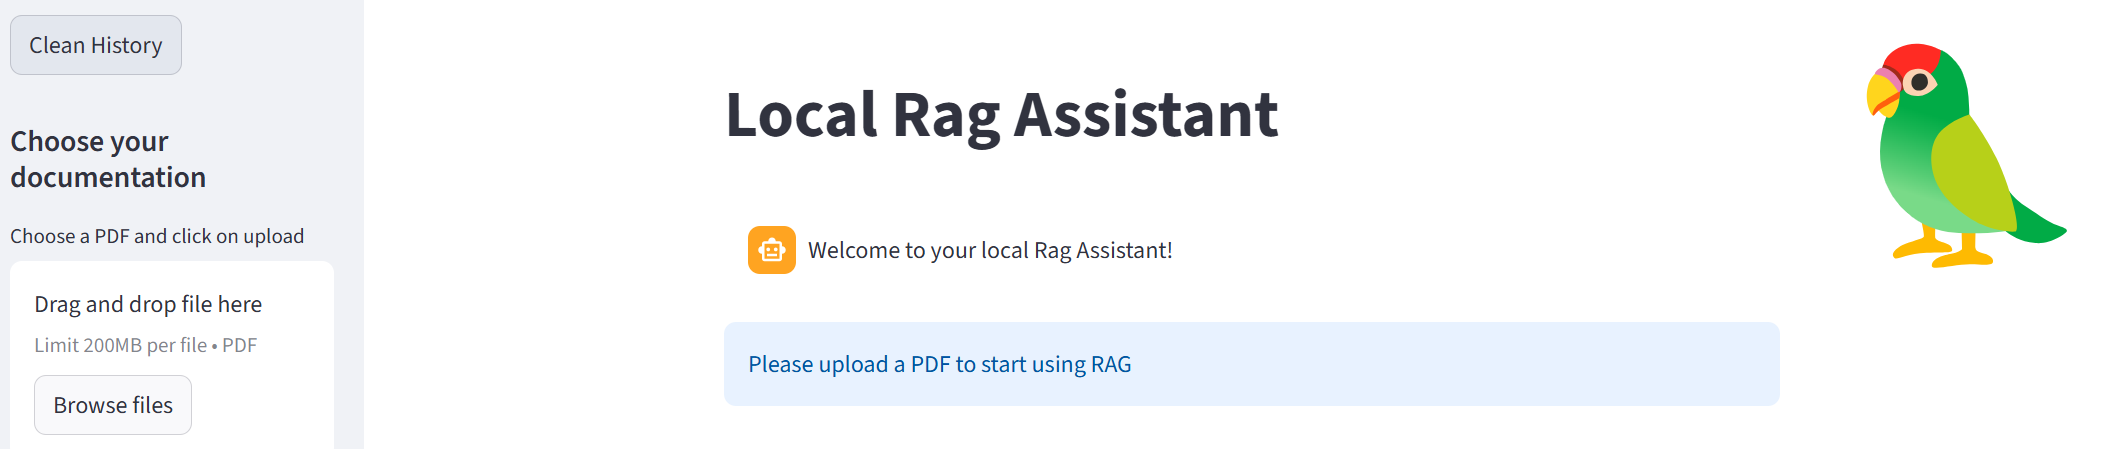 Clean History
Choose your
documentation
Choose a PDF and click on upload
Drag and drop file here
Limit 200MB per file • PDF
Browse files
Local Rag Assistant
Welcome to your local Rag Assistant!
Please upload a PDF to start using RAG